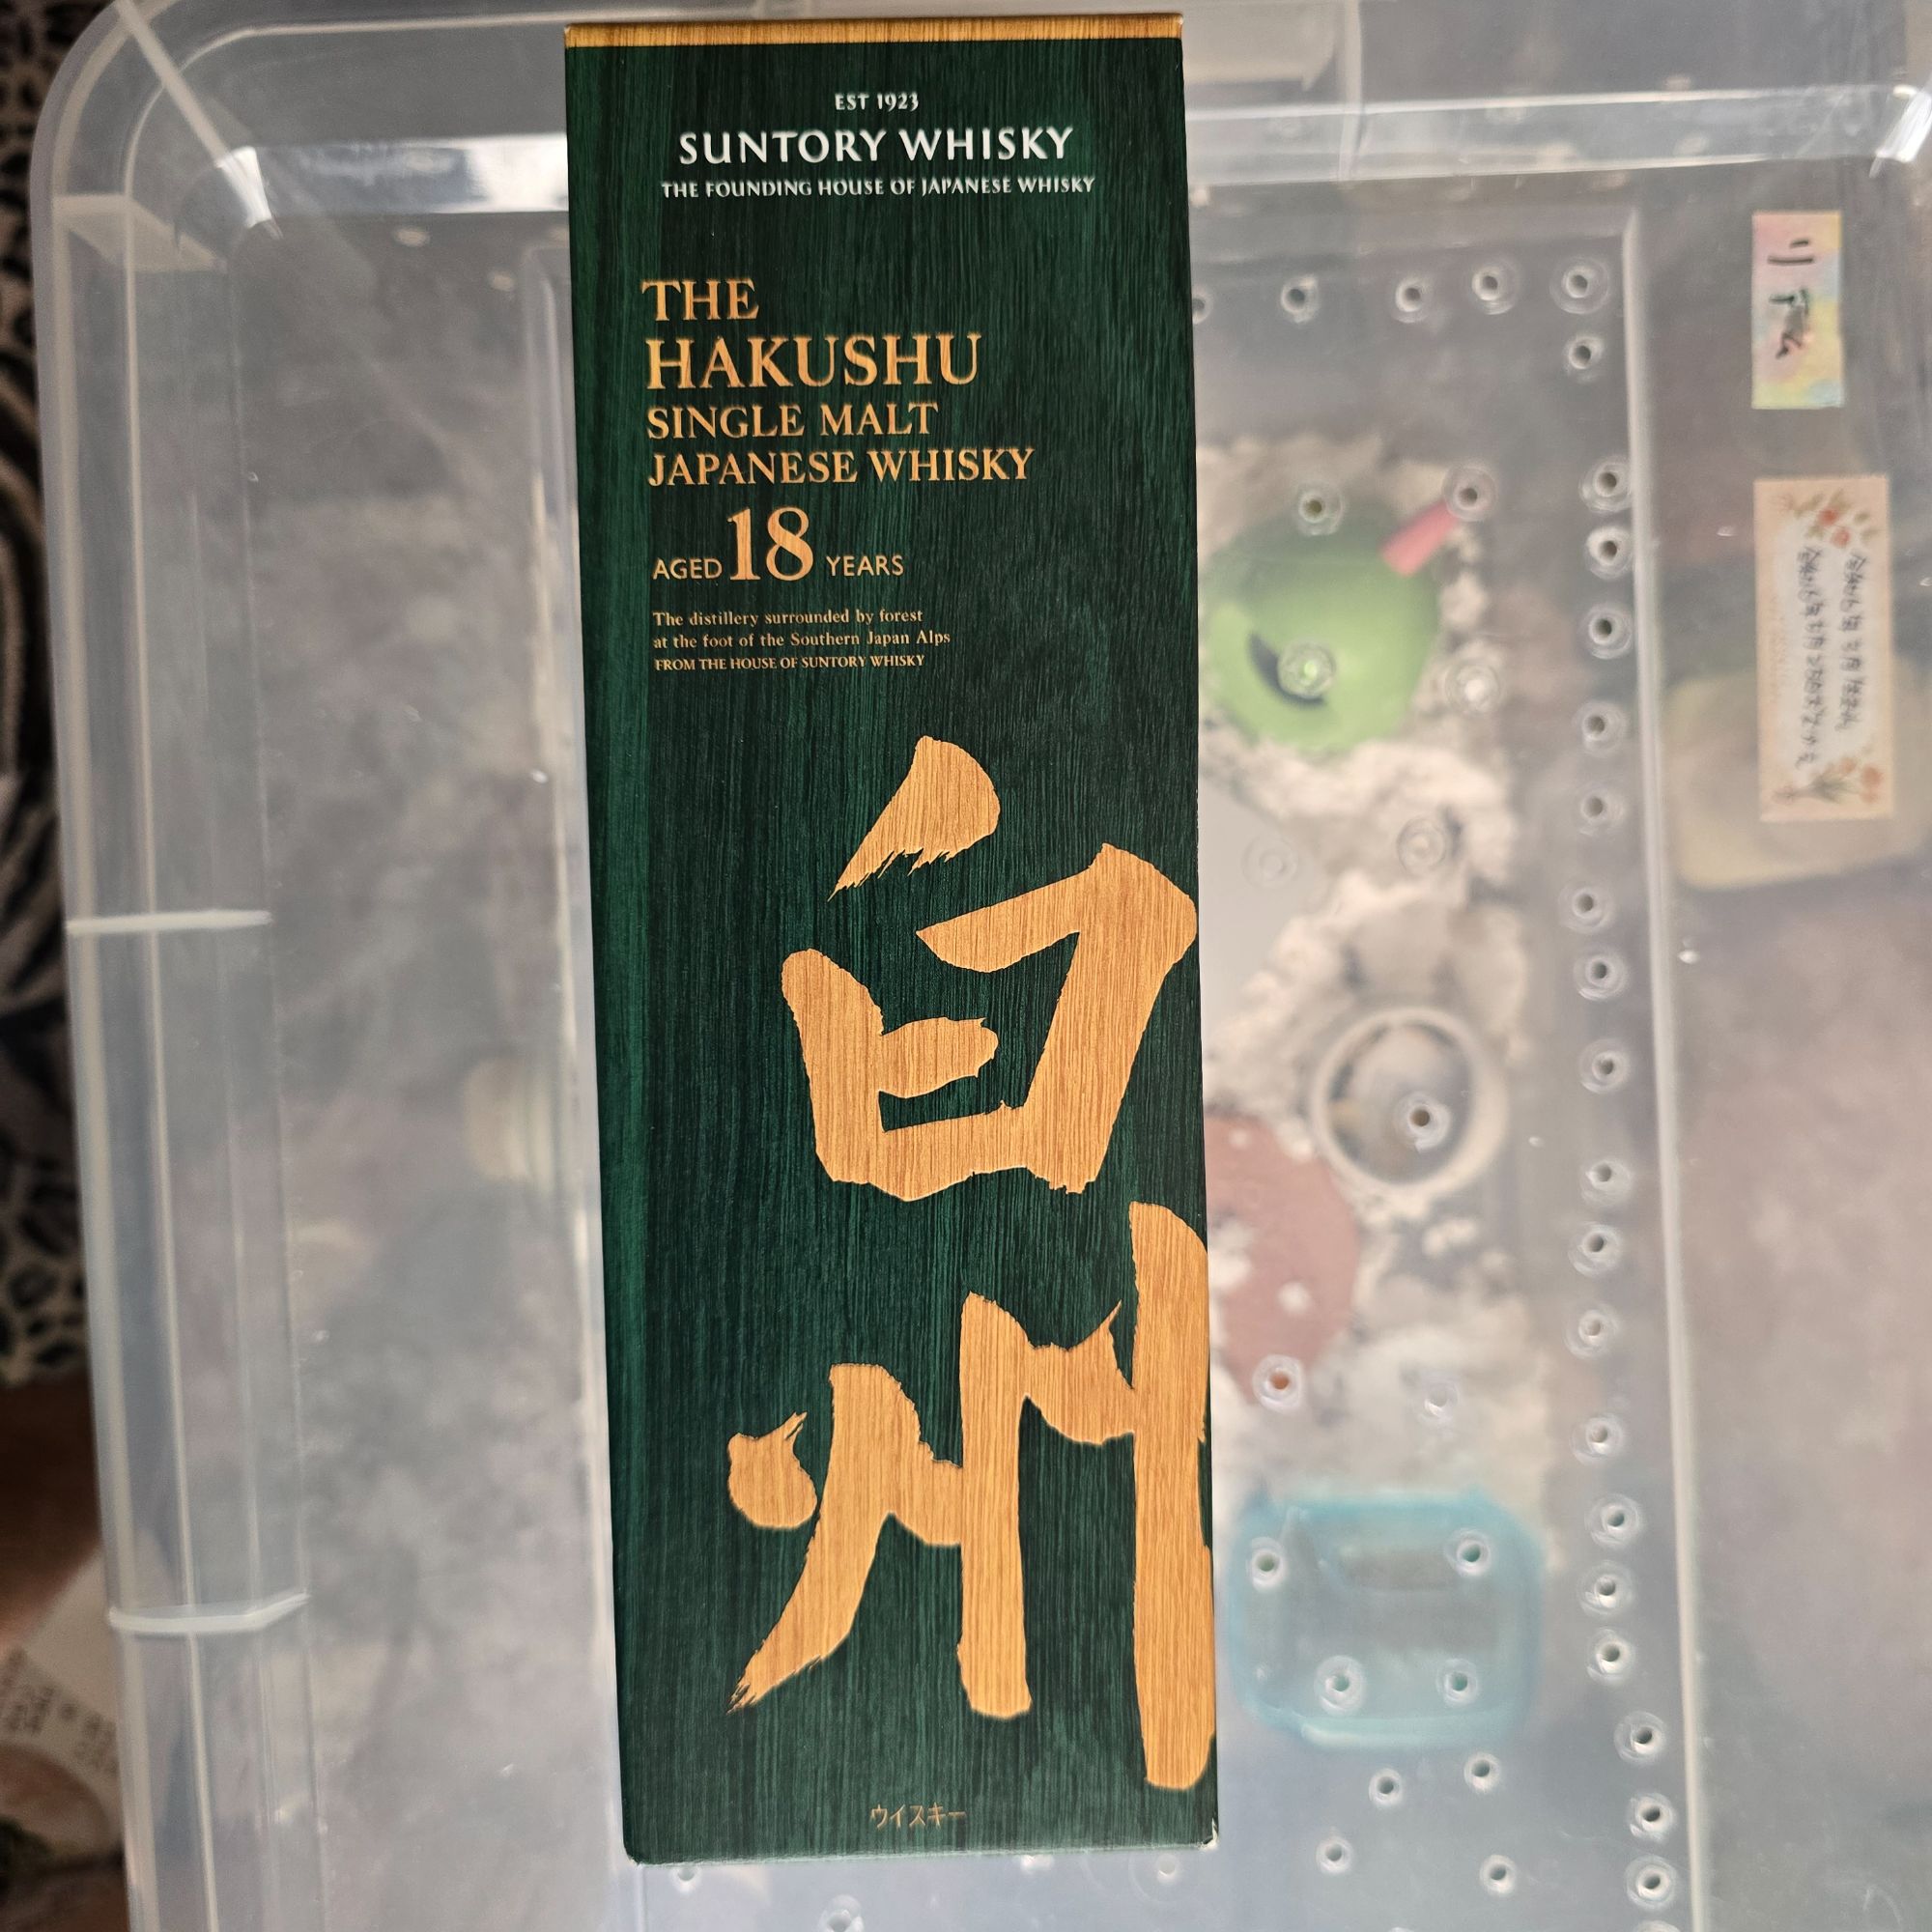 EST 1923
SUNTORY WHISKY
THE FOUNDING HOUSE OF JAPANESE WHISKY
THE
HAKUSHU
SINGLE MALT
JAPANESE WHISKY
AGED 18 YEARS
The distillery surrounded by forest
at the foot of the Southern Japan Alps
FROM THE HOUSE OF SUNTORY WHISKY
白州
ウイスキー